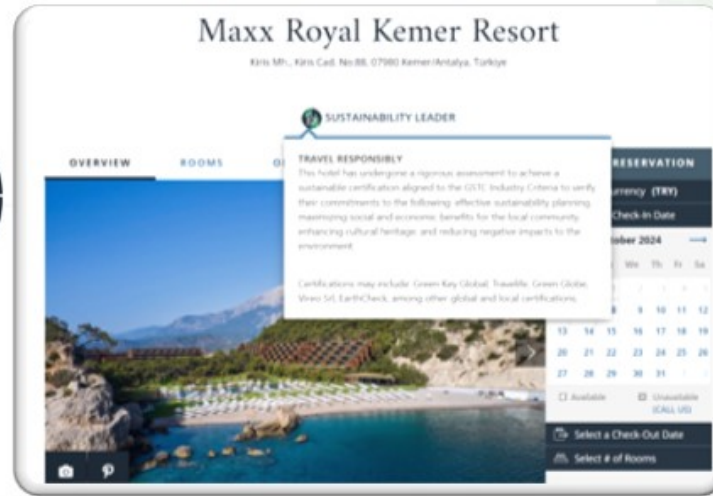 Maxx Royal Kemer Resort
Kiris Mh., Kiris Cad. No:88, 07980 Kemer/Antalya, Türkiye
SUSTAINABILITY LEADER
OVERVIEW
ROOMS
TRAVEL RESPONSIBLY
This hotel has undergone a rigorous assessment to achieve a
sustainable certification aligned to the GSTC Industry Criteria to verify
their commitments to the following: effective sustainability planning,
maximizing social and economic benefits for the local community,
enhancing cultural heritage, and reducing negative impacts to the
environment.
Certifications may include Green Key Global, Travelife, Green Globe,
Vireo Srl, EarthCheck, among other global and local certifications.
RESERVATION
(TRY)
Check-In Date
2024
We Th Fr Sa
9 10 11 12
13 14 15 16 17 18 19
20 21 22 23 24 25 26
27 28 29 30 31
Available
Unavailable
(CALL US)
Select a Check-Out Date
Select # of Rooms